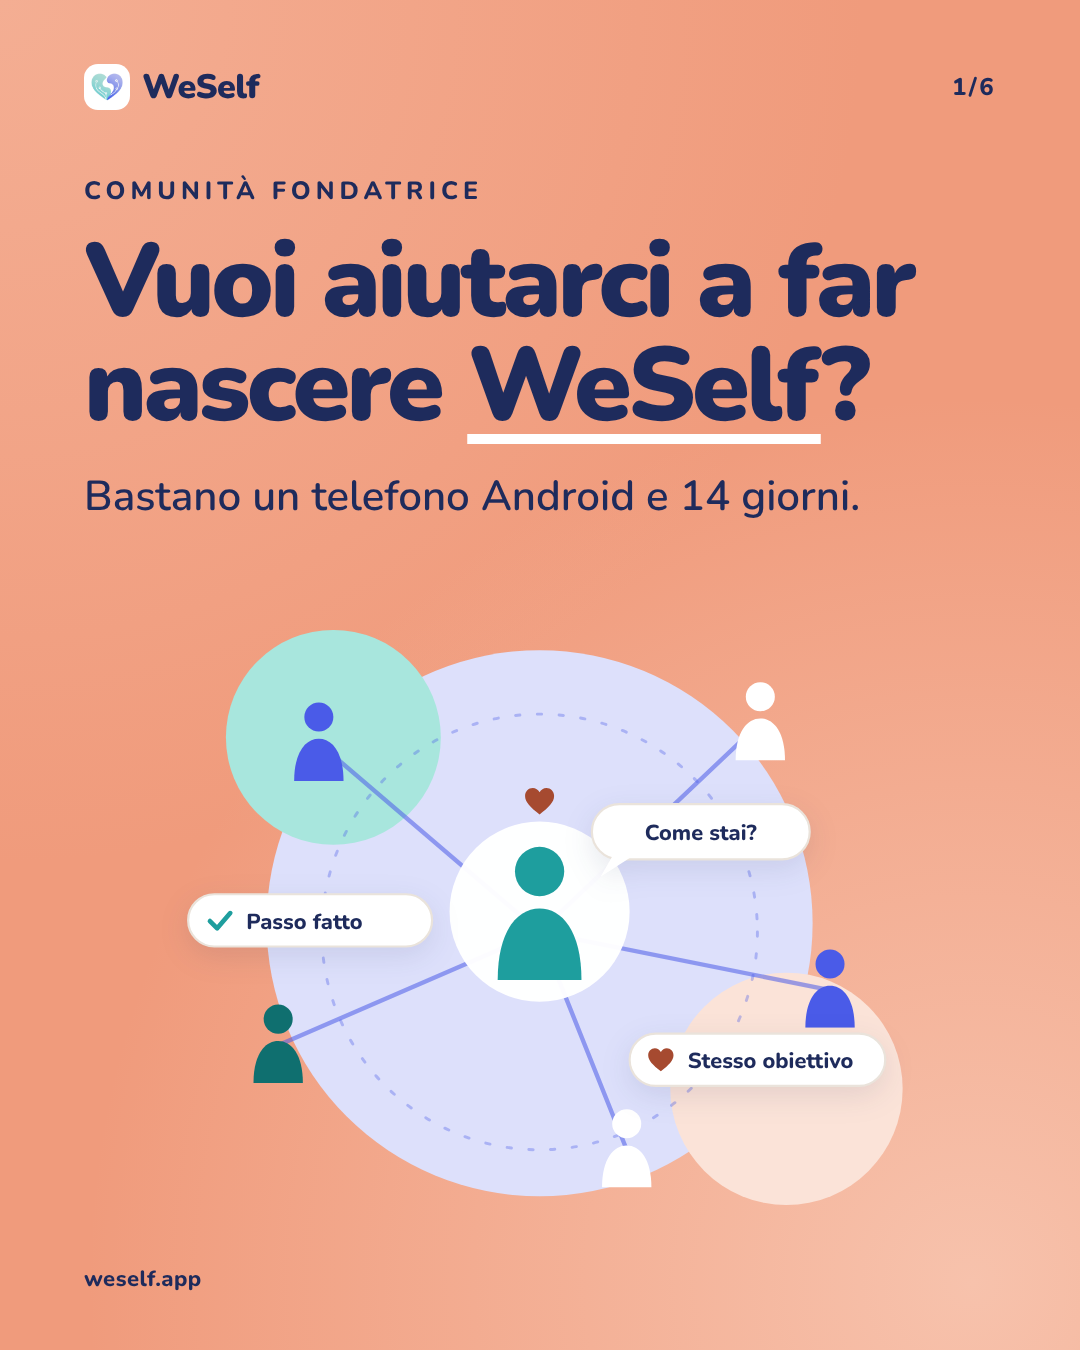 WeSelf
1/6
COMUNITÀ FONDATRICE
Vuoi aiutarci a far
nascere WeSelf?
Bastano un telefono Android e 14 giorni.
Come stai?
Passo fatto
Stesso obiettivo
weself.app